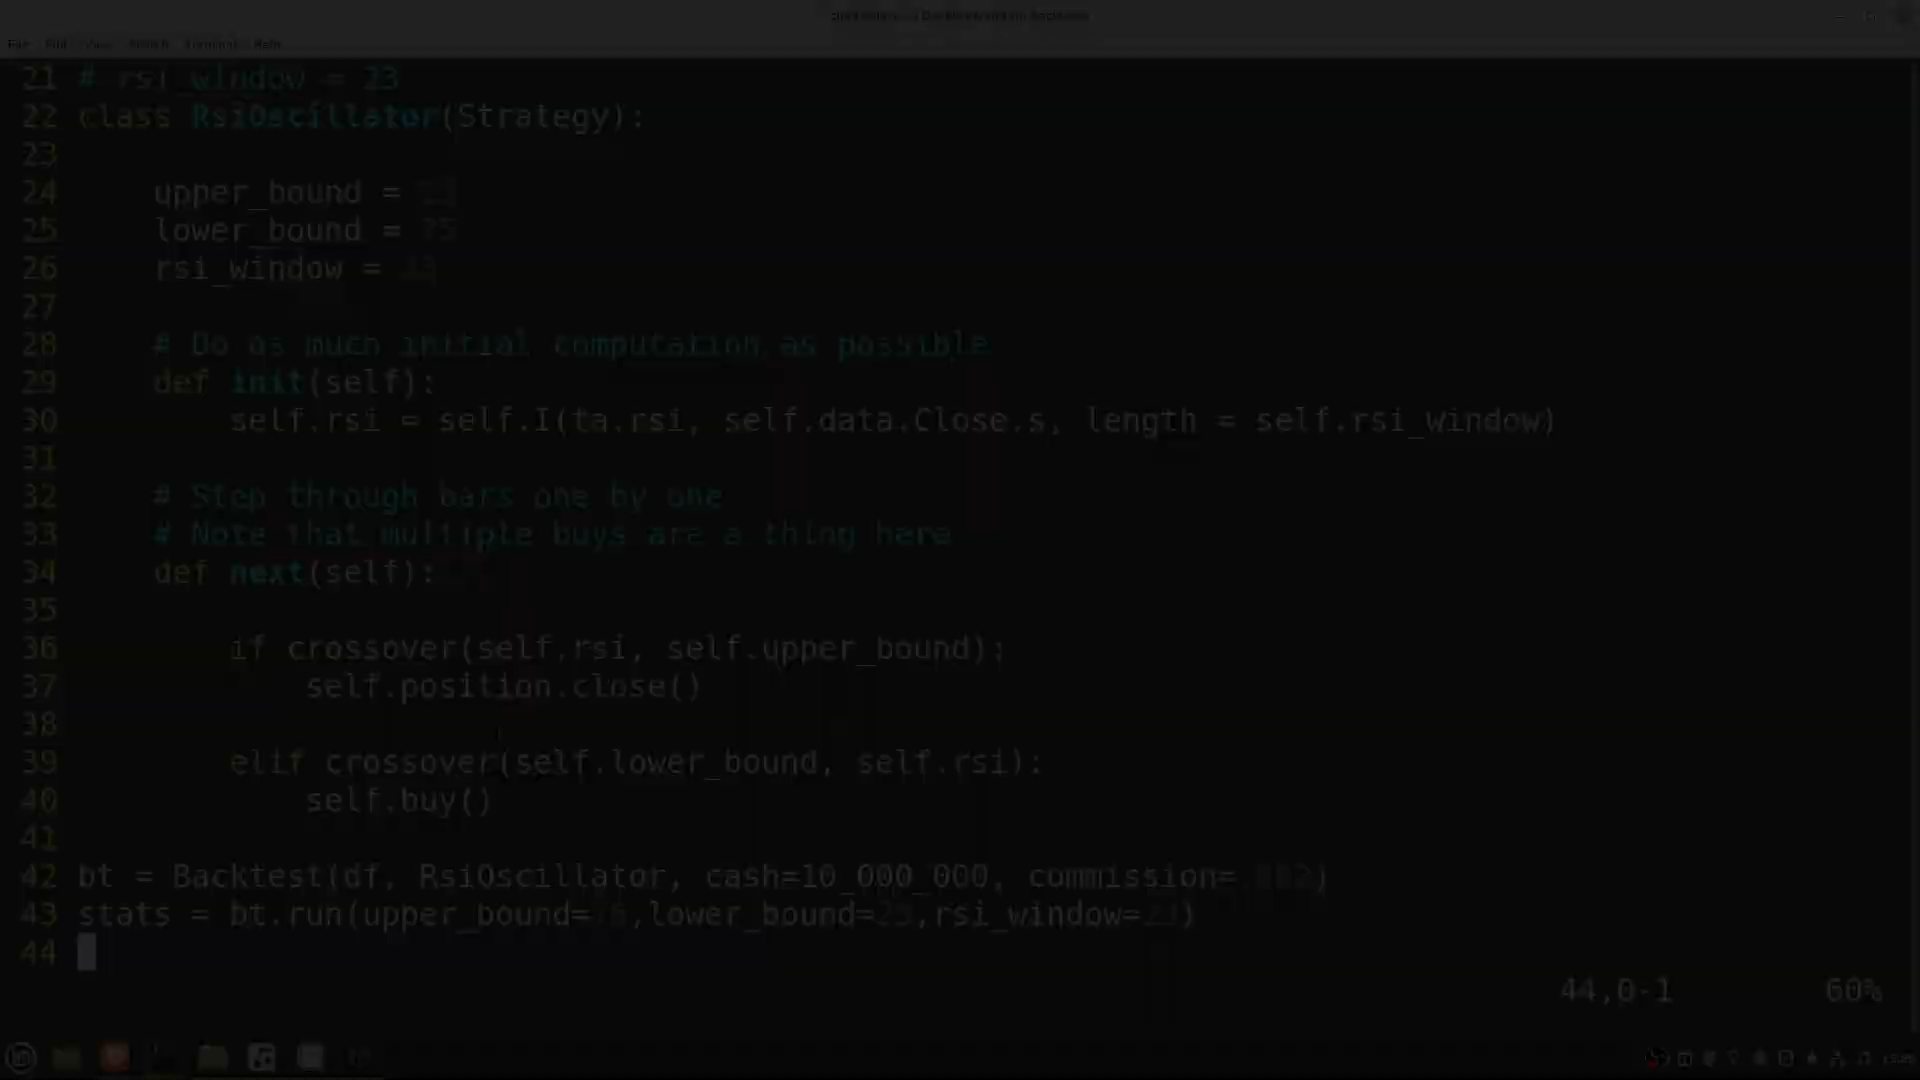 21 # rsi_window = 23
22 class RsiOscillator(Strategy):
23
24     upper_bound =
25     lower_bound =
26     rsi_window =
27
28     # Do as much initial computation as possible
29     def init(self):
30         self.rsi = self.I(ta.rsi, self.data.Close.s, length = self.rsi_window)
31
32     # Step through bars one by one
33     # Note that multiple buys are a thing here
34     def next(self):
35
36         if crossover(self.rsi, self.upper_bound):
37             self.position.close()
38
39         elif crossover(self.lower_bound, self.rsi):
40             self.buy()
41
42 bt = Backtest(df, RsiOscillator, cash=10_000_000, commission=
43 stats = bt.run(upper_bound= ,lower_bound= ,rsi_window= )
44
44,0-1 60%